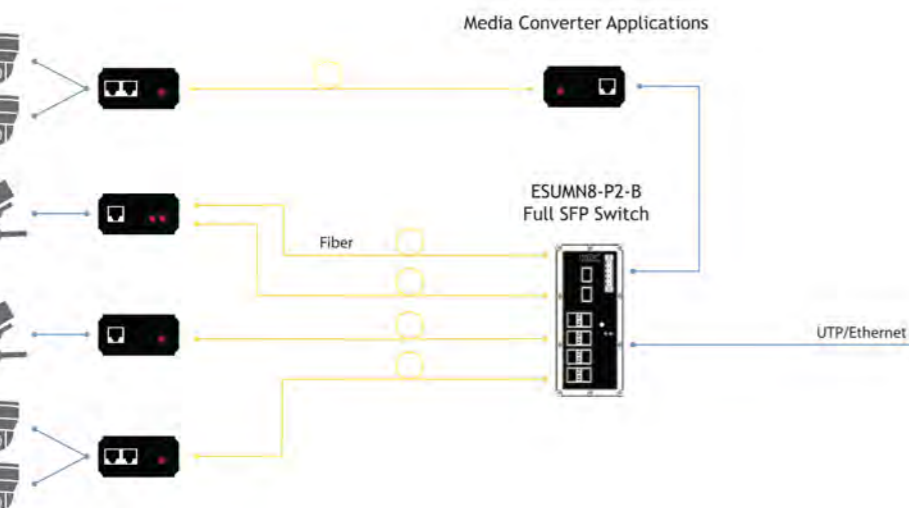 Media Converter Applications
ESUMN8-P2-B
Full SFP Switch
Fiber
UTP/Ethernet